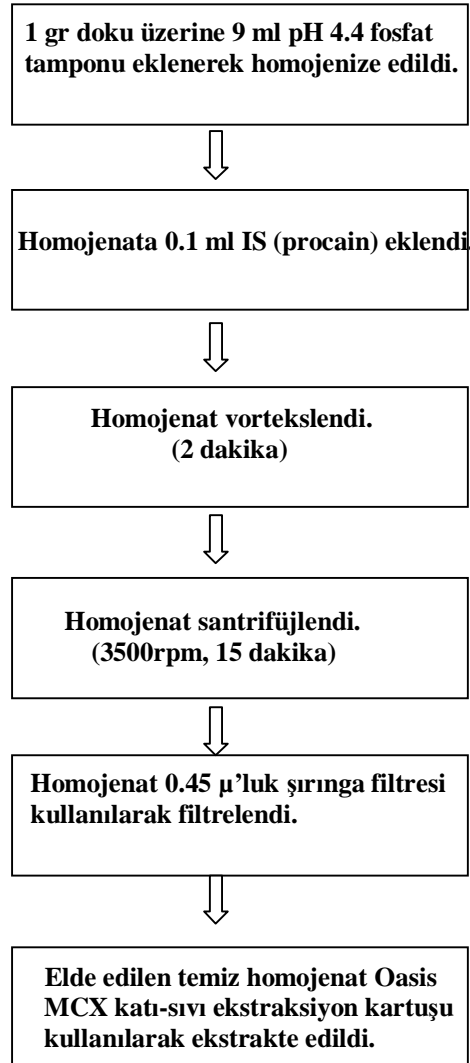 1 gr doku üzerine 9 ml pH 4.4 fosfat
tamponu eklenerek homojenize edildi.
Homojenata 0.1 ml IS (procain) eklendi.
Homojenat vortekslendi.
(2 dakika)
Homojenat santrifüjlendi.
(3500rpm, 15 dakika)
Homojenat 0.45 µ’luk şırınga filtresi
kullanılarak filtrelendi.
Elde edilen temiz homojenat Oasis
MCX katı-sıvı ekstraksiyon kartuşu
kullanılarak ekstrakte edildi.